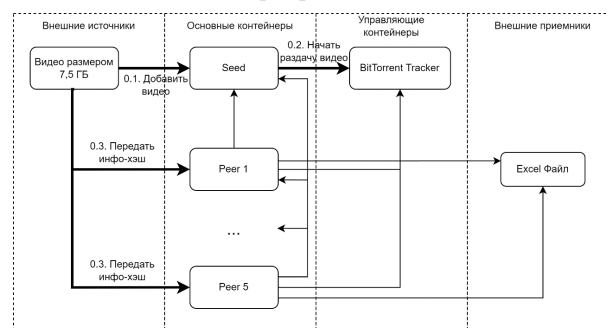 Внешние источники
Основные контейнеры
Управляющие
контейнеры
Внешние приемники
Видео размером
7,5 ГБ
0.1. Добавить
видео
Seed
0.2. Начать
раздачу видео
BitTorrent Tracker
0.3. Передать
инфо-хэш
Peer 1
Excel Файл
...
0.3. Передать
инфо-хэш
Peer 5